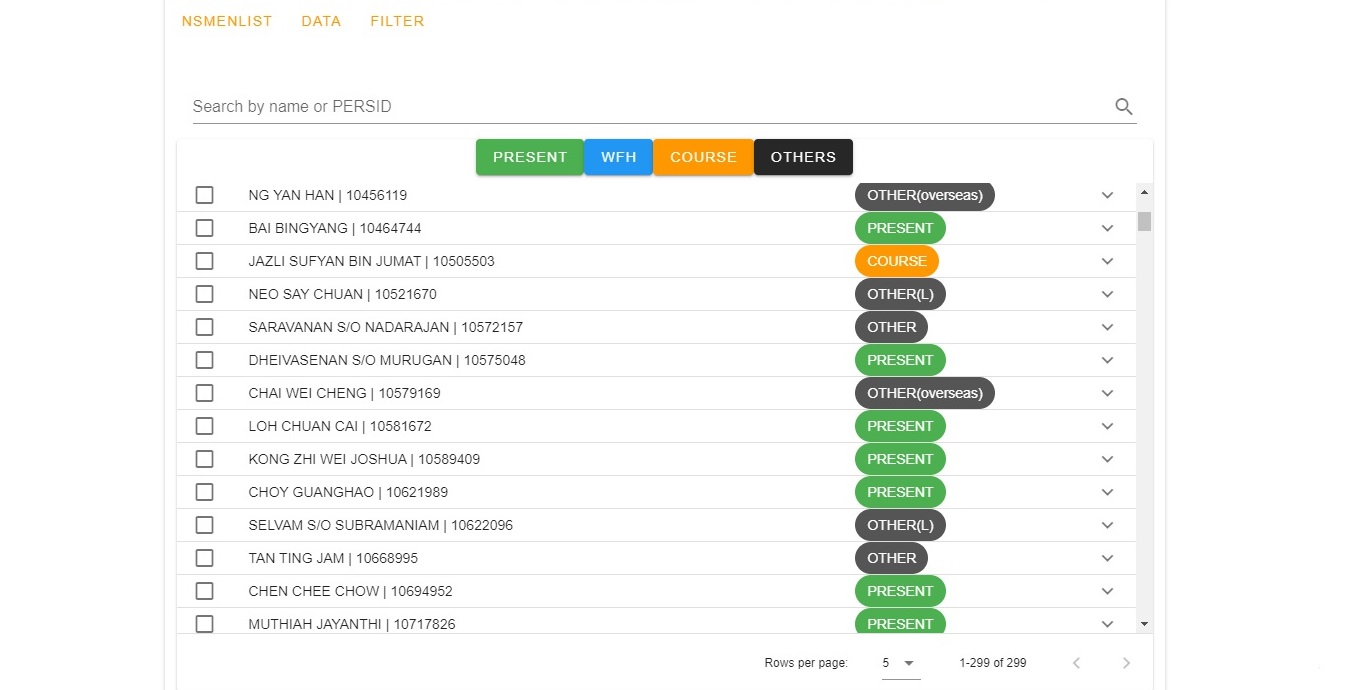 NSMENLIST DATA FILTER
Search by name or PERSID
PRESENT WFH COURSE OTHERS
NG YAN HAN | 10456119 OTHER(overseas)
BAI BINGYANG | 10464744 PRESENT
JAZLI SUFYAN BIN JUMAT | 10505503 COURSE
NEO SAY CHUAN | 10521670 OTHER(L)
SARAVANAN S/O NADARAJAN | 10572157 OTHER
DHEIVASENAN S/O MURUGAN | 10575048 PRESENT
CHAI WEI CHENG | 10579169 OTHER(overseas)
LOH CHUAN CAI | 10581672 PRESENT
KONG ZHI WEI JOSHUA | 10589409 PRESENT
CHOY GUANGHAO | 10621989 PRESENT
SELVAM S/O SUBRAMANIAM | 10622096 OTHER(L)
TAN TING JAM | 10668995 OTHER
CHEN CHEE CHOW | 10694952 PRESENT
MUTHIAH JAYANTHI | 10717826 PRESENT
Rows per page: 5 1-299 of 299